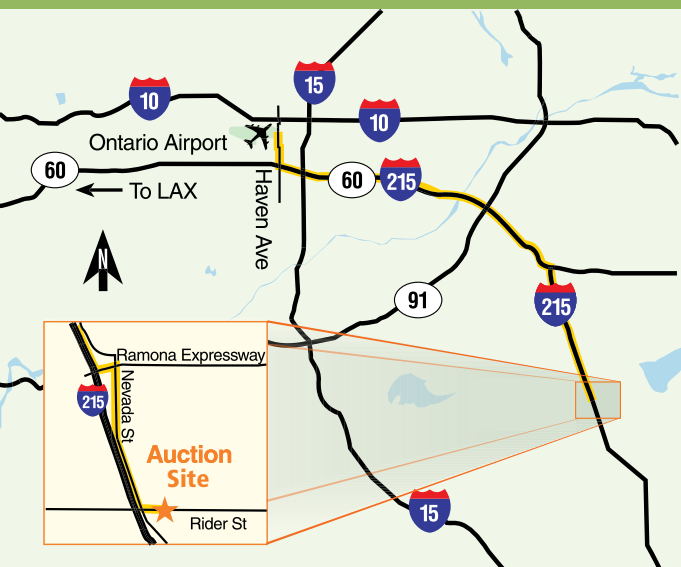 15
10
10
Ontario Airport
60
60
215
To LAX
Haven Ave
N
91
215
Ramona Expressway
215
Nevada St
Auction
Site
Rider St
15